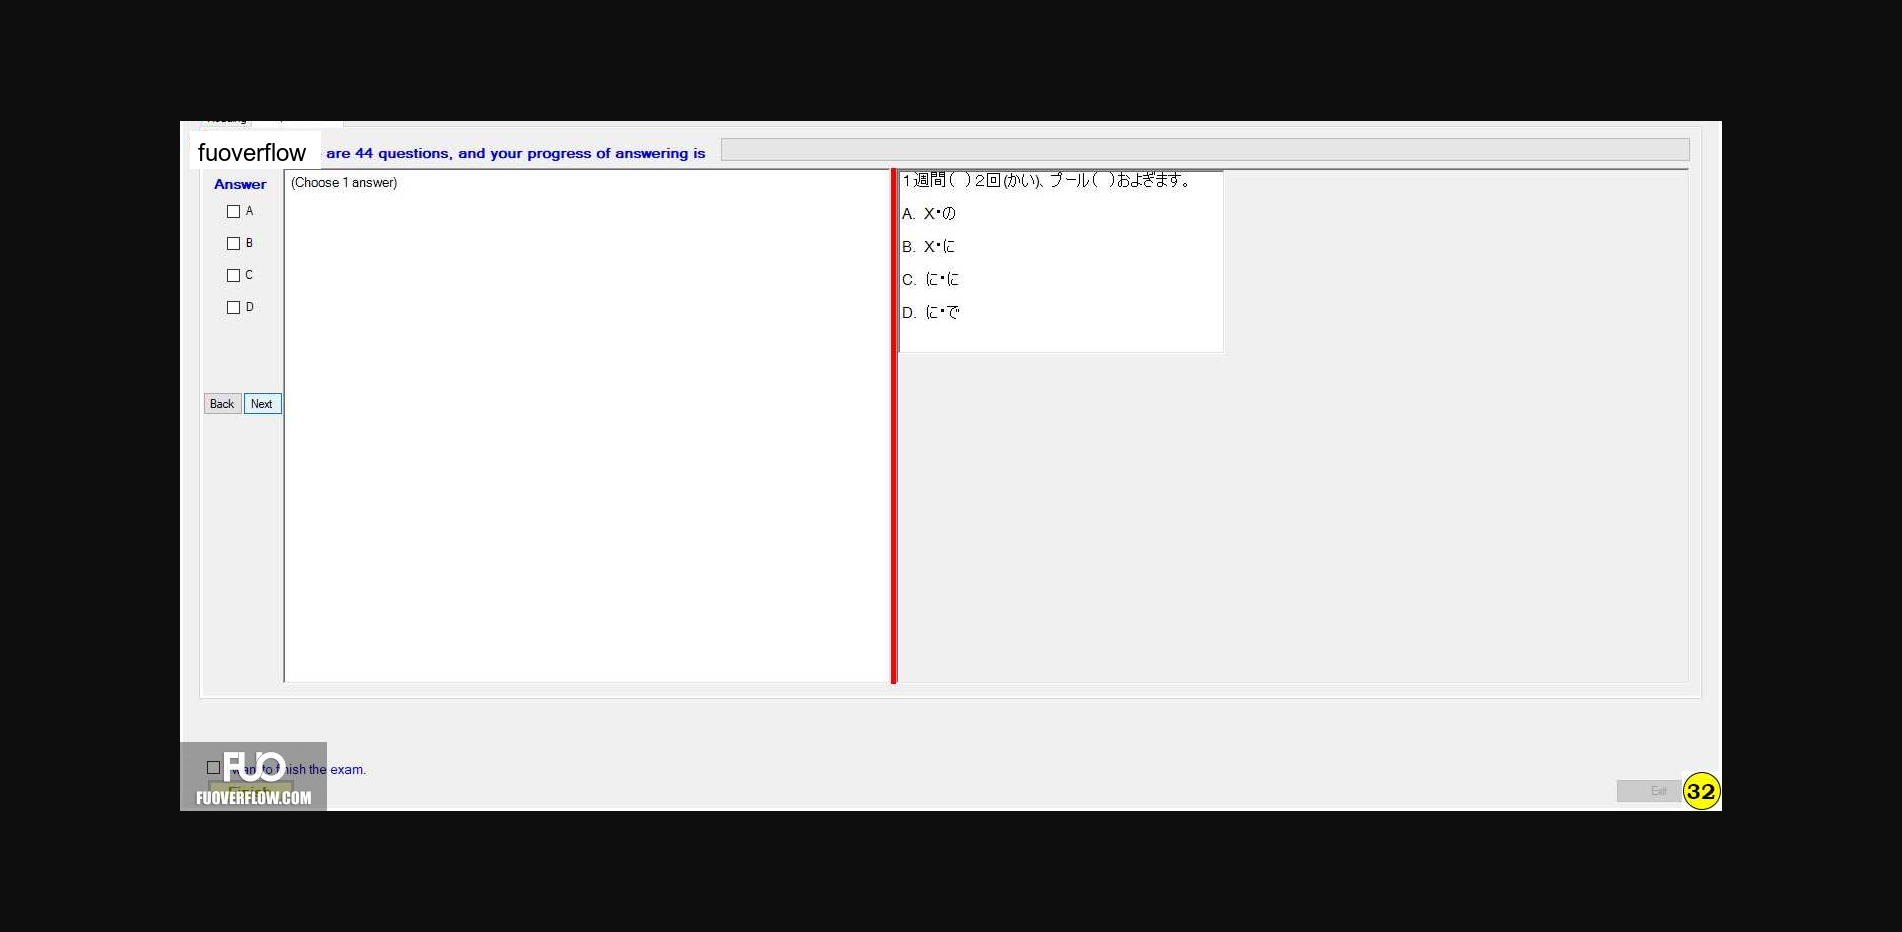 fuoverflow are 44 questions, and your progress of answering is
Answer
(Choose 1 answer)
A
B
C
D
Back Next
1週間( )2回(かい)、プール( )およぎます。
A. X・の
B. X・に
C. に・に
D. に・で
FUO
to finish the exam.
Finish
FUOVERFLOW.COM
Exit
32